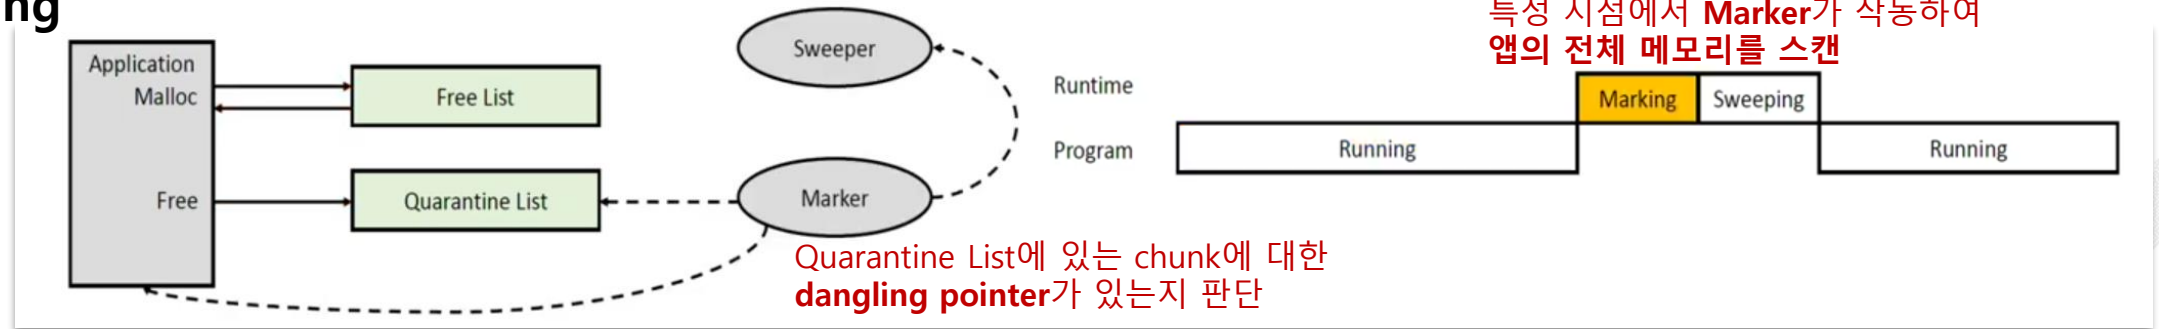 ng
Application
Malloc
Free
Free List
Quarantine List
Sweeper
Marker
Quarantine List에 있는 chunk에 대한
dangling pointer가 있는지 판단
특정 시점에서 Marker가 작동하여
앱의 전체 메모리를 스캔
Runtime
Marking
Sweeping
Program
Running
Running